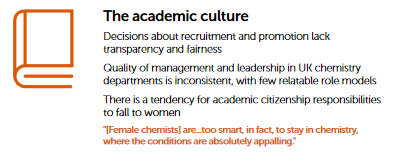 The academic culture
Decisions about recruitment and promotion lack
transparency and fairness
Quality of management and leadership in UK chemistry
departments is inconsistent, with few relatable role models
There is a tendency for academic citizenship responsibilities
to fall to women
"[Female chemists] are...too smart, in fact, to stay in chemistry,
where the conditions are absolutely appalling."